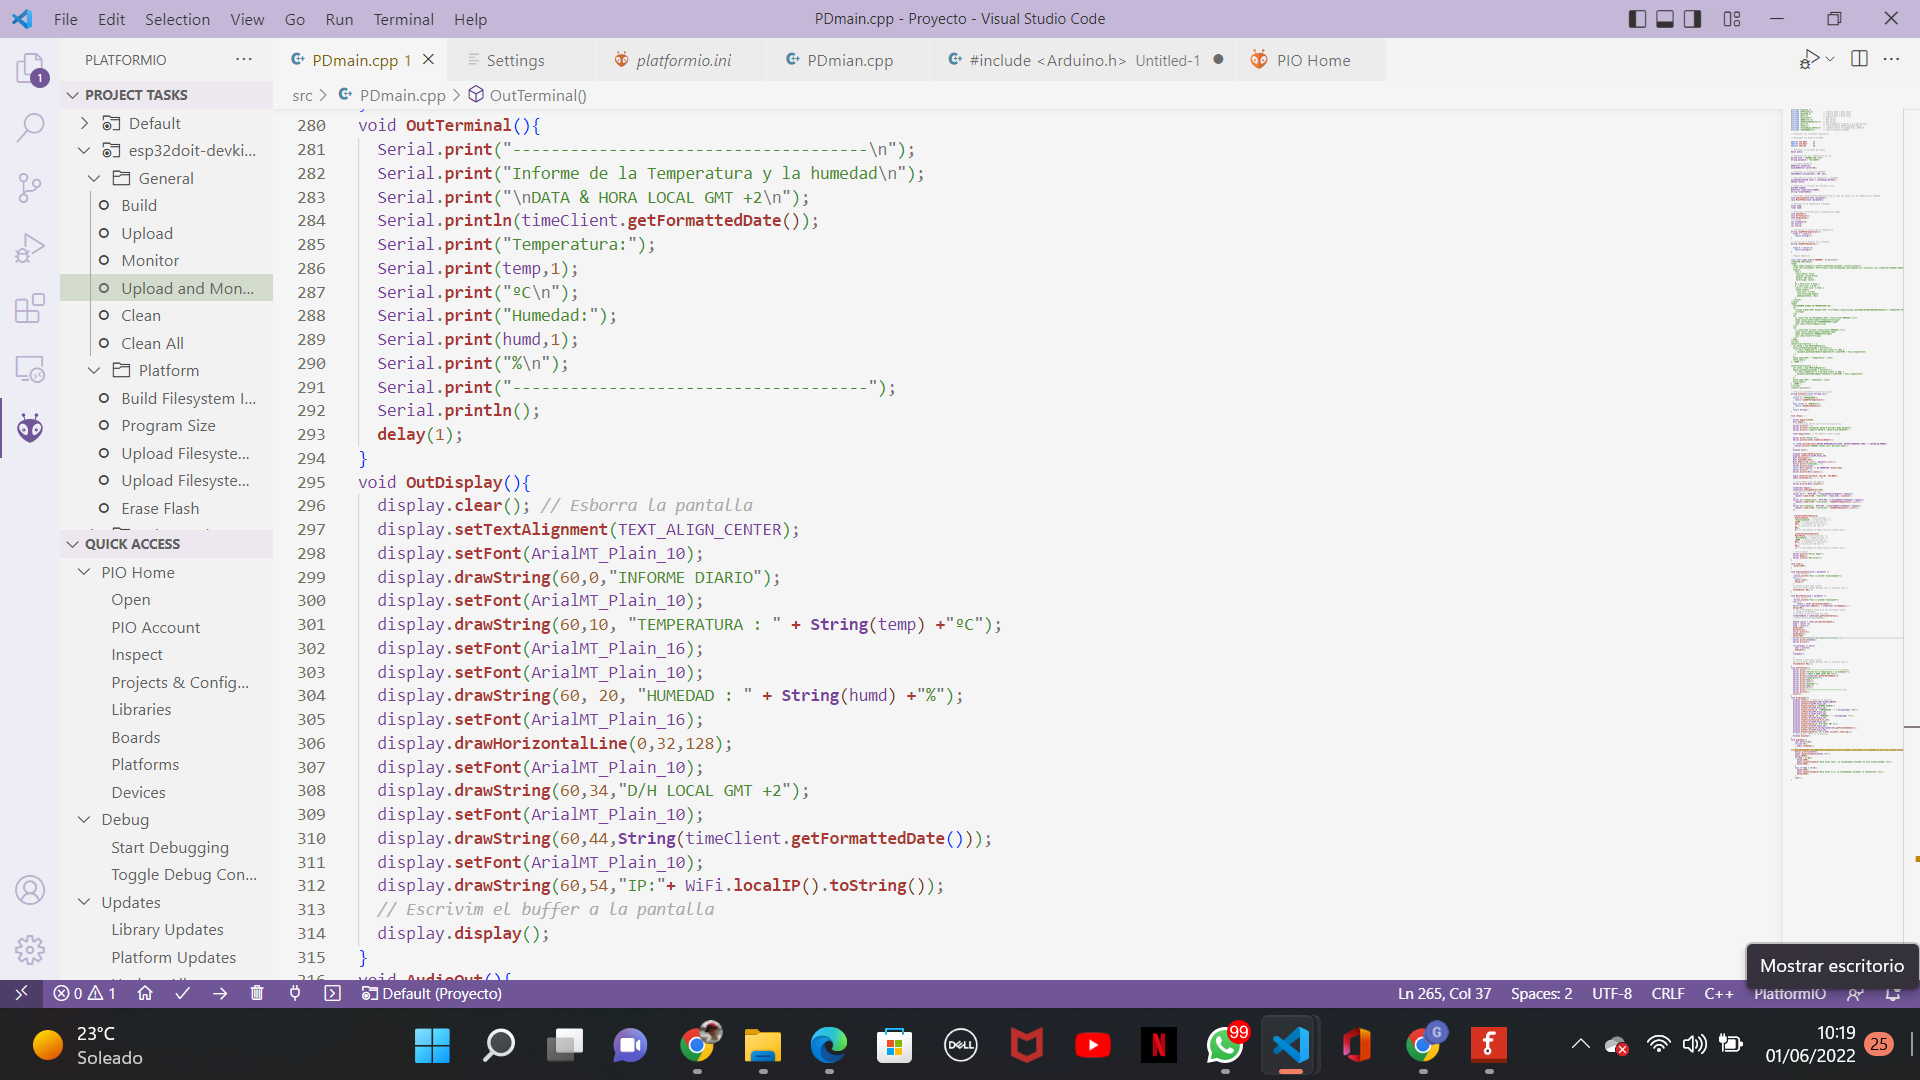 File Edit Selection View Go Run Terminal Help
PDmain.cpp - Proyecto - Visual Studio Code
PLATFORMIO
PDmain.cpp 1
Settings
platformio.ini
PDmian.cpp
#include <Arduino.h> Untitled-1
PIO Home
src > PDmain.cpp > OutTerminal()
1
PROJECT TASKS
Default
esp32doit-devki...
General
Build
Upload
Monitor
Upload and Mon...
Clean
Clean All
Platform
Build Filesystem I...
Program Size
Upload Filesyste...
Upload Filesyste...
Erase Flash
QUICK ACCESS
PIO Home
Open
PIO Account
Inspect
Projects & Config...
Libraries
Boards
Platforms
Devices
Debug
Start Debugging
Toggle Debug Con...
Updates
Library Updates
Platform Updates
280 void OutTerminal(){
281 Serial.print("-------------------------------------\n");
282 Serial.print("Informe de la Temperatura y la humedad\n");
283 Serial.print("\nDATA & HORA LOCAL GMT +2\n");
284 Serial.println(timeClient.getFormattedDate());
285 Serial.print("Temperatura:");
286 Serial.print(temp,1);
287 Serial.print("ºC\n");
288 Serial.print("Humedad:");
289 Serial.print(humd,1);
290 Serial.print("%\n");
291 Serial.print("-------------------------------------");
292 Serial.println();
293 delay(1);
294 }
295 void OutDisplay(){
296 display.clear(); // Esborra la pantalla
297 display.setTextAlignment(TEXT_ALIGN_CENTER);
298 display.setFont(ArialMT_Plain_10);
299 display.drawString(60,0,"INFORME DIARIO");
300 display.setFont(ArialMT_Plain_10);
301 display.drawString(60,10, "TEMPERATURA : " + String(temp) +"ºC");
302 display.setFont(ArialMT_Plain_16);
303 display.setFont(ArialMT_Plain_10);
304 display.drawString(60, 20, "HUMEDAD : " + String(humd) +"%");
305 display.setFont(ArialMT_Plain_16);
306 display.drawHorizontalLine(0,32,128);
307 display.setFont(ArialMT_Plain_10);
308 display.drawString(60,34,"D/H LOCAL GMT +2");
309 display.setFont(ArialMT_Plain_10);
310 display.drawString(60,44,String(timeClient.getFormattedDate()));
311 display.setFont(ArialMT_Plain_10);
312 display.drawString(60,54,"IP:"+ WiFi.localIP().toString());
313 // Escrivim el buffer a la pantalla
314 display.display();
315 }
316 void AudioOut(){
Mostrar escritorio
0 1 Default (Proyecto)
Ln 265, Col 37 Spaces: 2 UTF-8 CRLF C++ PlatformIO
23°C
Soleado
DELL
N
99
G
10:19
01/06/2022
25